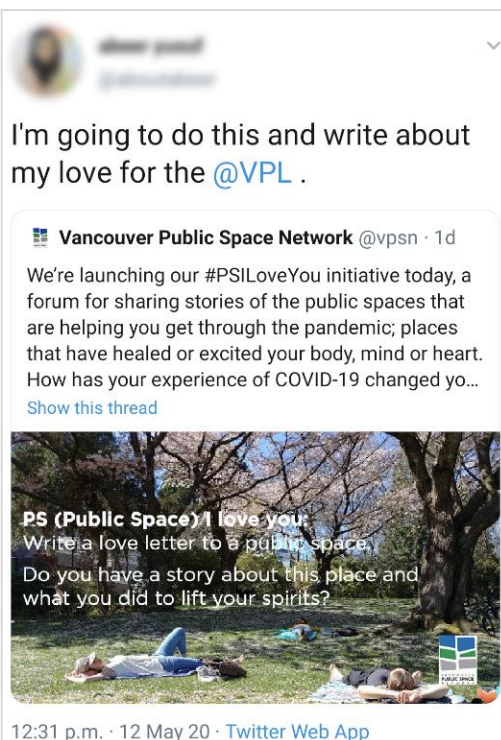 I'm going to do this and write about
my love for the @VPL .
Vancouver Public Space Network @vpsn · 1d
We're launching our #PSILoveYou initiative today, a
forum for sharing stories of the public spaces that
are helping you get through the pandemic; places
that have healed or excited your body, mind or heart.
How has your experience of COVID-19 changed yo...
Show this thread
PS (Public Space) I love you:
Write a love letter to a public space.
Do you have a story about this place and
what you did to lift your spirits?
PUBLIC SPACE
12:31 p.m. · 12 May 20 · Twitter Web App